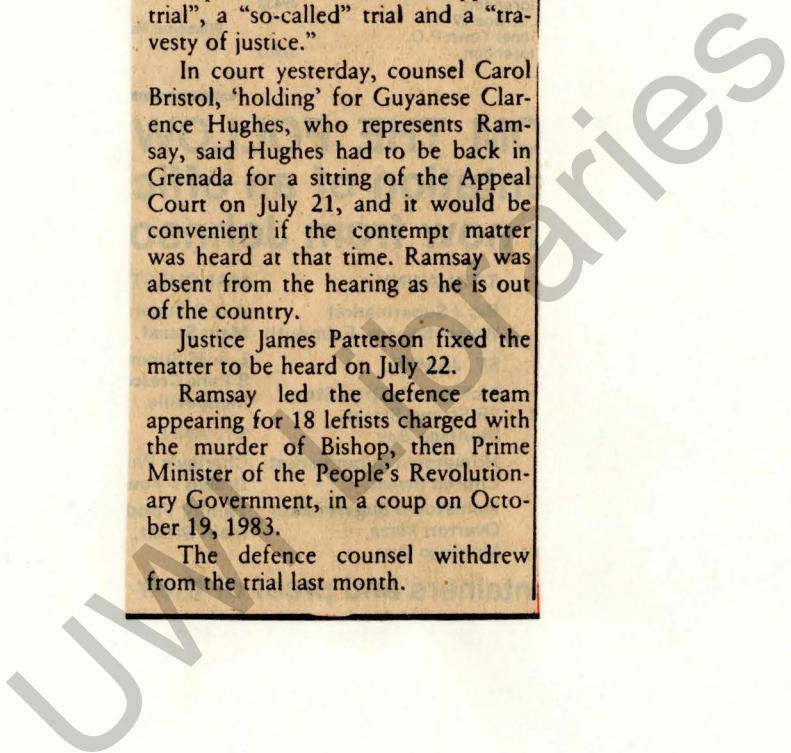 trial”, a “so-called” trial and a “tra-
vesty of justice.”
In court yesterday, counsel Carol
Bristol, ‘holding’ for Guyanese Clar-
ence Hughes, who represents Ram-
say, said Hughes had to be back in
Grenada for a sitting of the Appeal
Court on July 21, and it would be
convenient if the contempt matter
was heard at that time. Ramsay was
absent from the hearing as he is out
of the country.
Justice James Patterson fixed the
matter to be heard on July 22.
Ramsay led the defence team
appearing for 18 leftists charged with
the murder of Bishop, then Prime
Minister of the People’s Revolution-
ary Government, in a coup on Octo-
ber 19, 1983.
The defence counsel withdrew
from the trial last month.
UWI Libraries